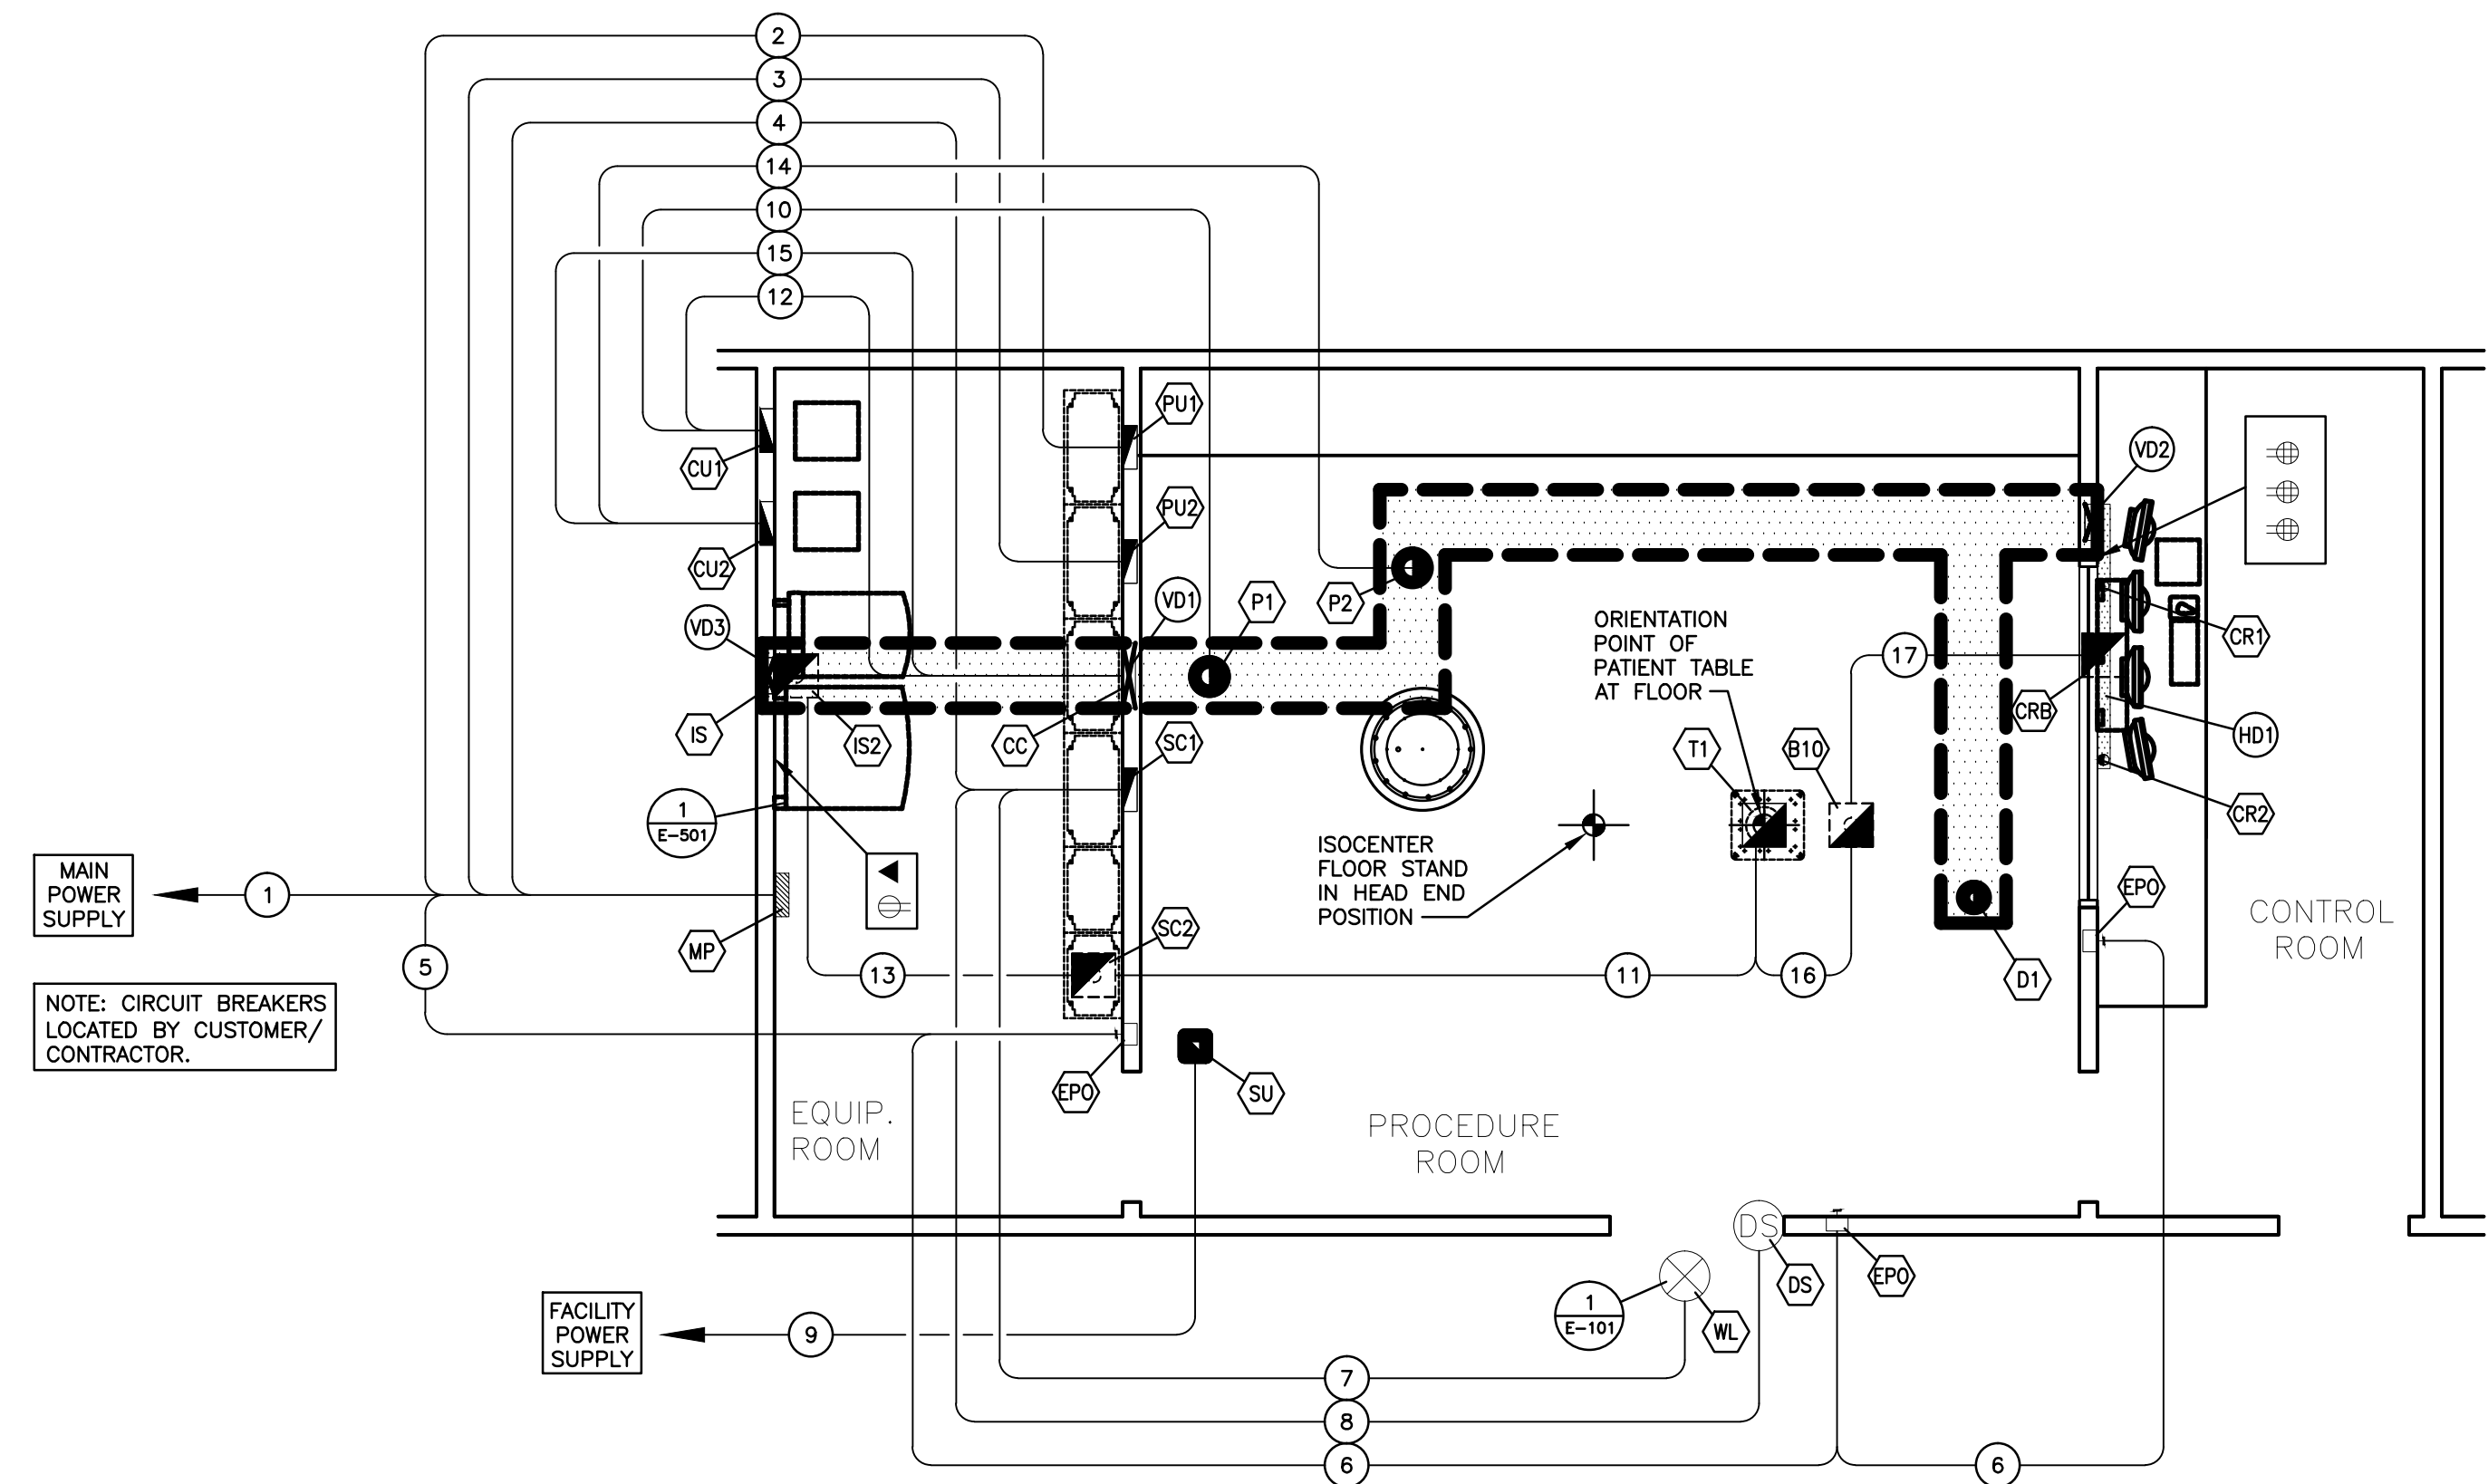 2
3
4
14
10
15
12
PU1
CU1
VD2
PU2
CU2
VD1
P1
P2
VD3
ORIENTATION
POINT OF
PATIENT TABLE
AT FLOOR
17
CR1
IS
IS2
CC
SC1
T1
B10
CRB
HD1
1
E-501
CR2
ISOCENTER
FLOOR STAND
IN HEAD END
POSITION
MAIN
POWER
SUPPLY
1
EPO
CONTROL
ROOM
MP
SC2
5
13
11
16
D1
NOTE: CIRCUIT BREAKERS
LOCATED BY CUSTOMER/
CONTRACTOR.
EPO
SU
EQUIP.
ROOM
PROCEDURE
ROOM
DS
DS
EPO
FACILITY
POWER
SUPPLY
9
1
E-101
WL
7
8
6
6